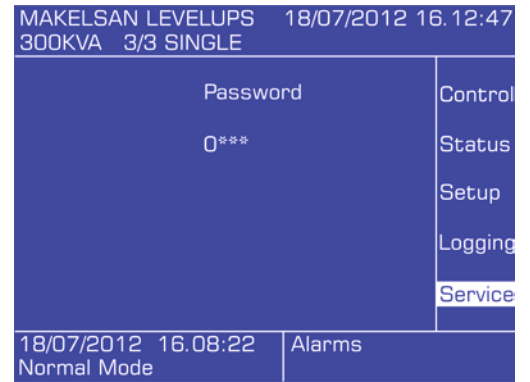 MAKELSAN LEVELUPS 18/07/2012 16.12:47
300KVA 3/3 SINGLE
Password
0***
Control
Status
Setup
Logging
Service
18/07/2012 16.08:22
Normal Mode
Alarms